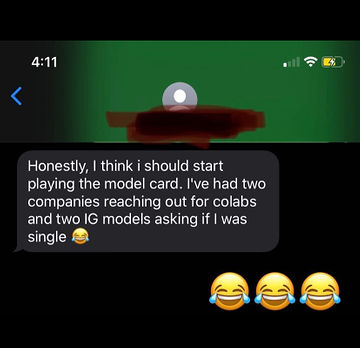 4:11
Honestly, I think i should start
playing the model card. I've had two
companies reaching out for colabs
and two IG models asking if I was
single 😂
😂😂😂